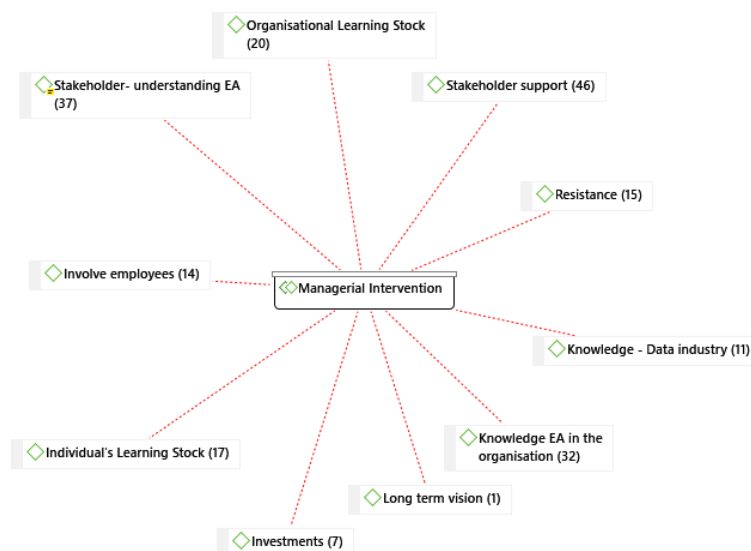 Organisational Learning Stock
(20)
Stakeholder- understanding EA
(37)
Stakeholder support (46)
Resistance (15)
Involve employees (14)
Managerial Intervention
Knowledge - Data industry (11)
Individual's Learning Stock (17)
Knowledge EA in the
organisation (32)
Long term vision (1)
Investments (7)